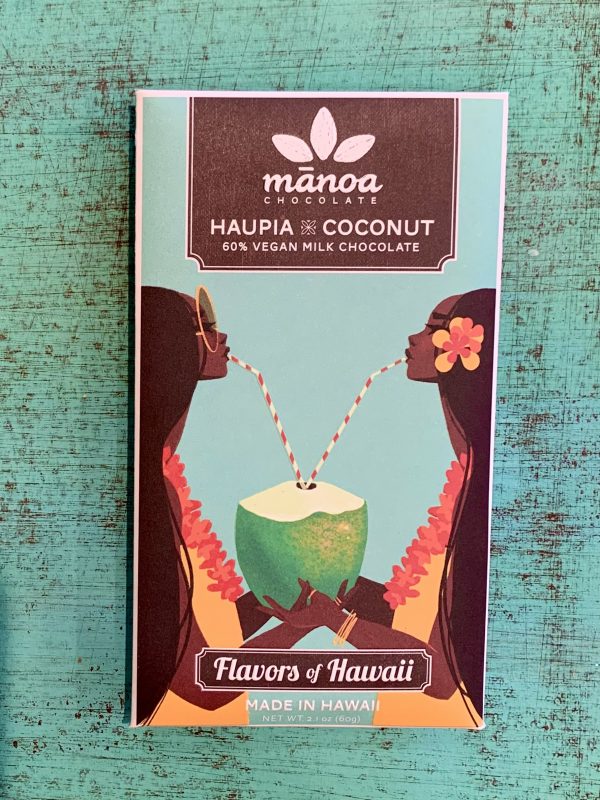 mānoa
CHOCOLATE
HAUPIA COCONUT
60% VEGAN MILK CHOCOLATE
Flavors of Hawaii
MADE IN HAWAII
NET WT 2.1 oz (60g)